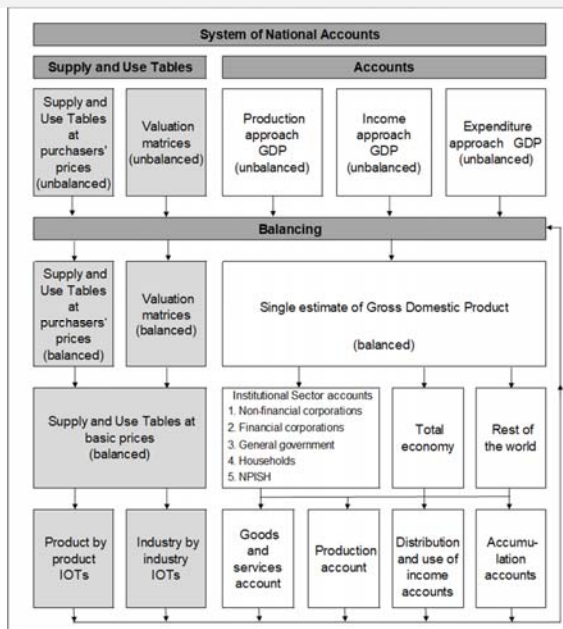 System of National Accounts
Supply and Use Tables
Accounts
Supply and
Use Tables
at
purchasers'
prices
(unbalanced)
Valuation
matrices
(unbalanced)
Production
approach
GDP
(unbalanced)
Income
approach
GDP
(unbalanced)
Expenditure
approach GDP
(unbalanced)
Balancing
Supply and
Use Tables
at
purchasers'
prices
(balanced)
Valuation
matrices
(balanced)
Single estimate of Gross Domestic Product
(balanced)
Supply and Use Tables at
basic prices
(balanced)
Institutional Sector accounts
1. Non-financial corporations
2. Financial corporations
3. General government
4. Households
5. NPISH
Total
economy
Rest of
the world
Product by
product
IOTs
Industry by
industry
IOTs
Goods
and
services
account
Production
account
Distribution
and use of
income
accounts
Accumu-
lation
accounts